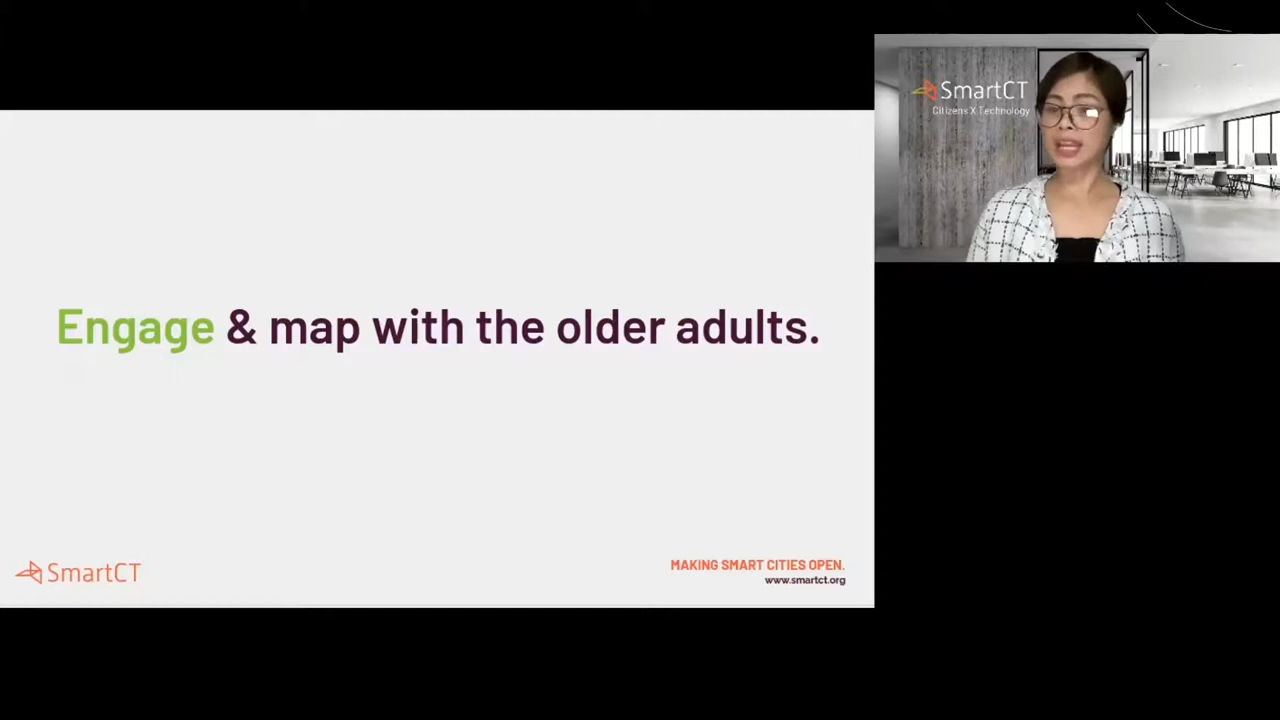 SmartCT
Citizens X Technology
Engage & map with the older adults.
SmartCT
MAKING SMART CITIES OPEN.
www.smartct.org